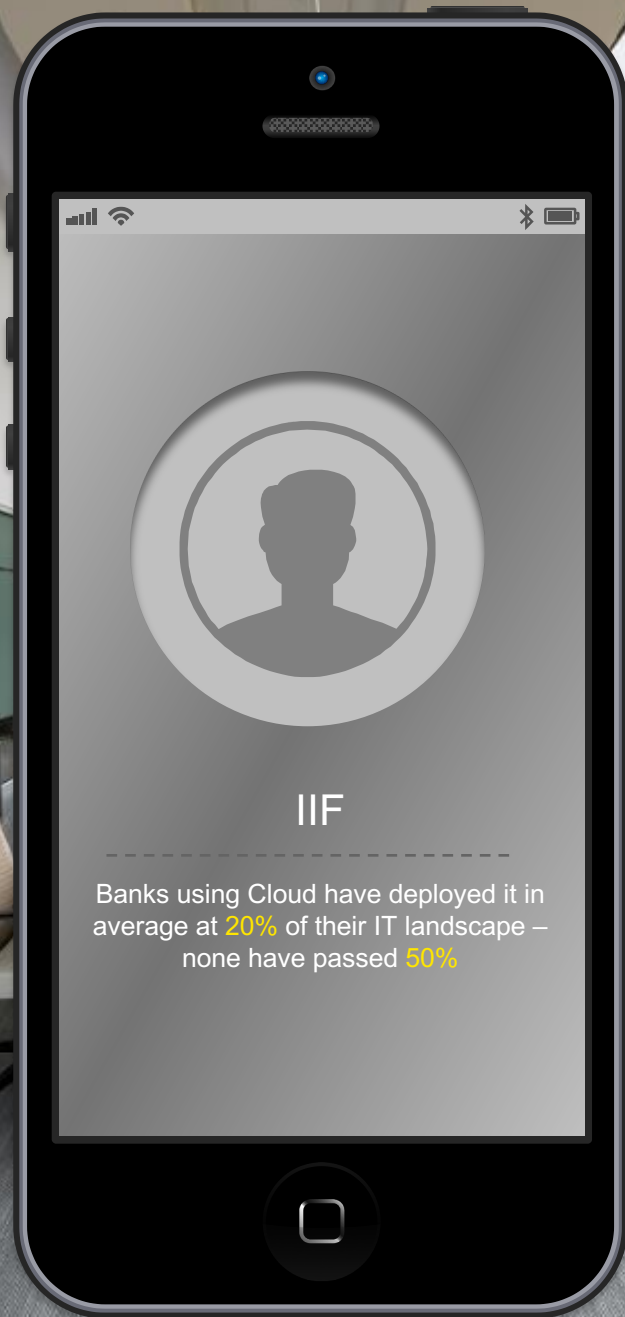 IIF
Banks using Cloud have deployed it in
average at 20% of their IT landscape –
none have passed 50%